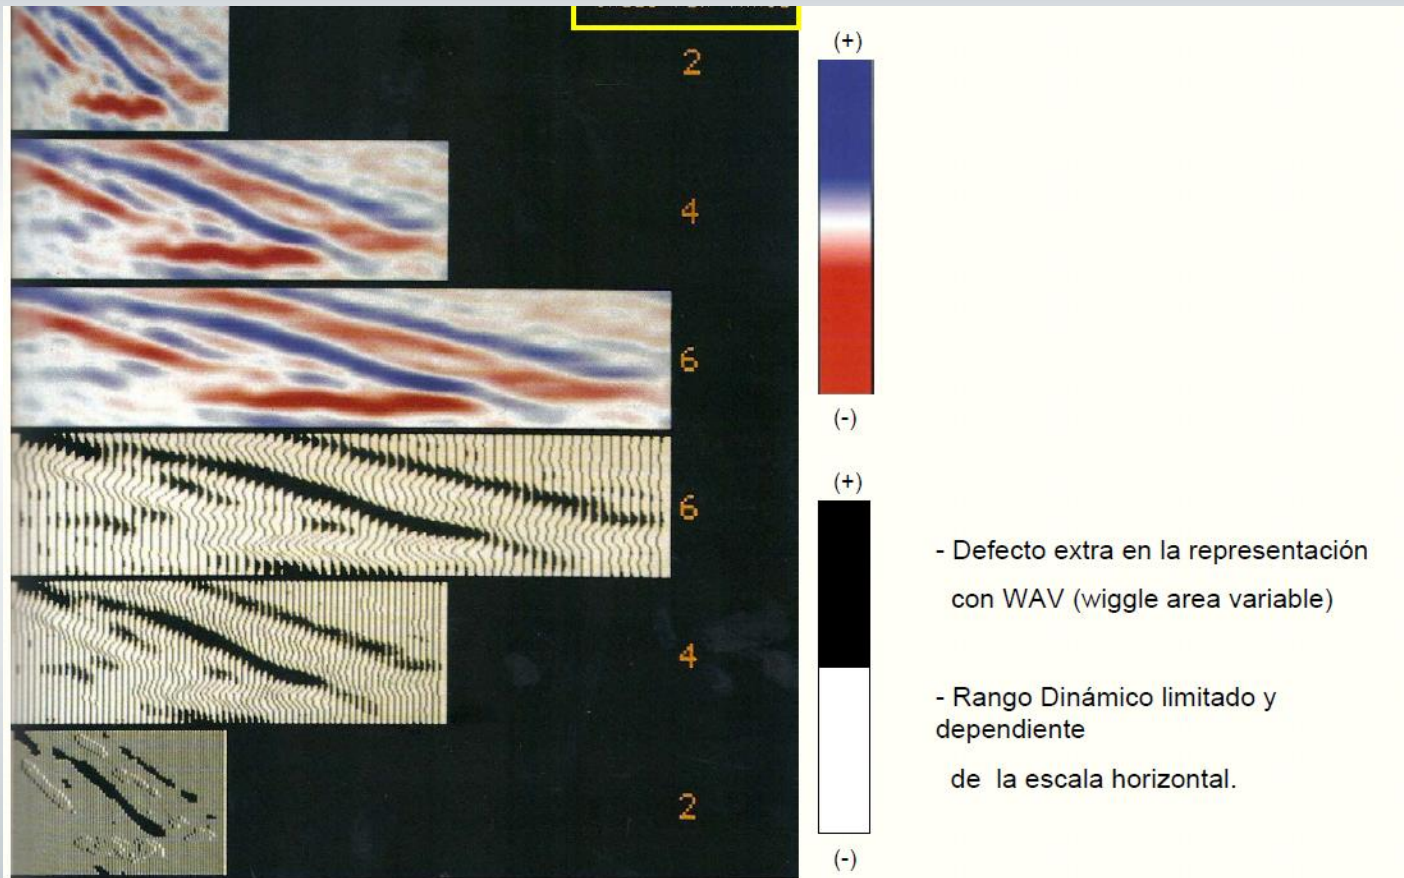 2
4
6
6
4
2
(+)
(-)
(+)
(-)
- Defecto extra en la representación
con WAV (wiggle area variable)
- Rango Dinámico limitado y
dependiente
de la escala horizontal.